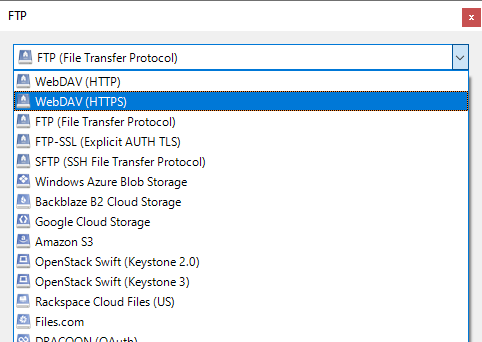 FTP
FTP (File Transfer Protocol)
WebDAV (HTTP)
WebDAV (HTTPS)
FTP (File Transfer Protocol)
FTP-SSL (Explicit AUTH TLS)
SFTP (SSH File Transfer Protocol)
Windows Azure Blob Storage
Backblaze B2 Cloud Storage
Google Cloud Storage
Amazon S3
OpenStack Swift (Keystone 2.0)
OpenStack Swift (Keystone 3)
Rackspace Cloud Files (US)
Files.com
DRACOON (OAuth)